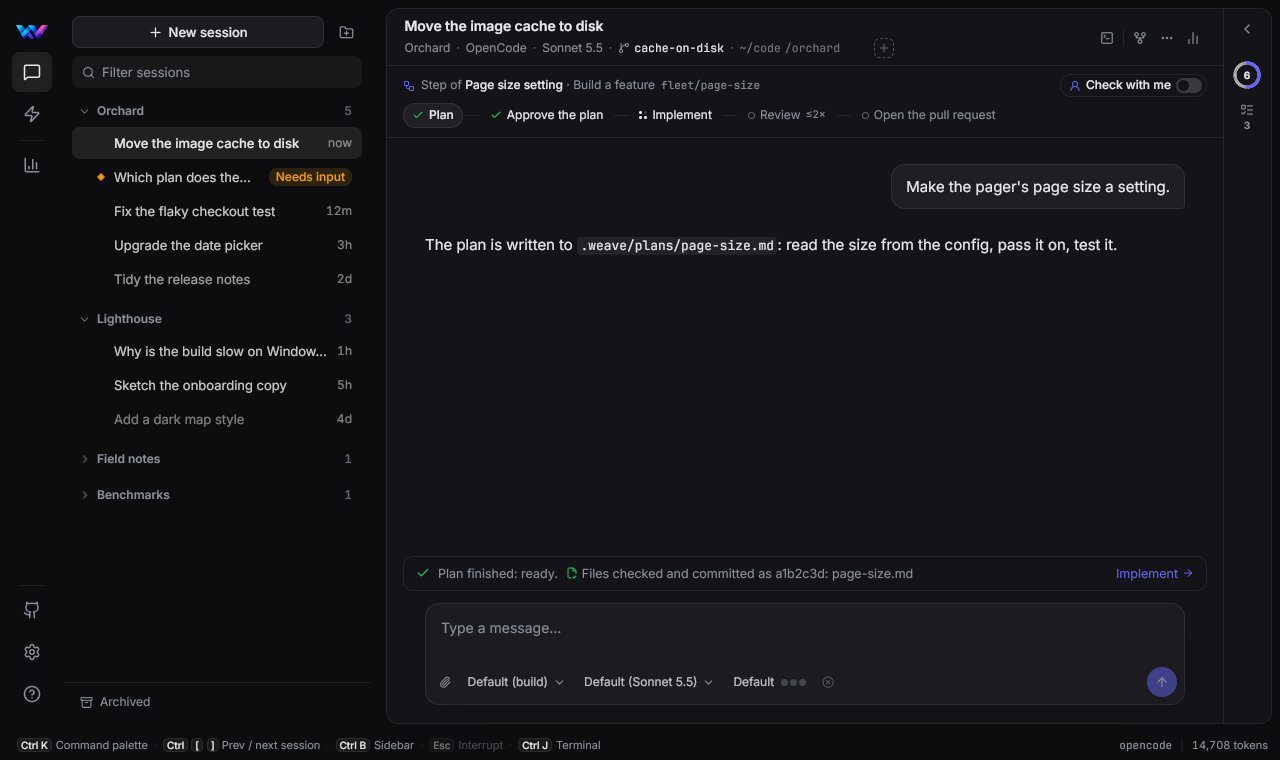 New session
Filter sessions
Orchard 5
Move the image cache to disk now
Which plan does the... Needs input
Fix the flaky checkout test 12m
Upgrade the date picker 3h
Tidy the release notes 2d
Lighthouse 3
Why is the build slow on Window... 1h
Sketch the onboarding copy 5h
Add a dark map style 4d
Field notes 1
Benchmarks 1
Archived
Move the image cache to disk
Orchard · OpenCode · Sonnet 5.5 · cache-on-disk · ~/code /orchard
Step of Page size setting · Build a feature fleet/page-size
Check with me
Plan
Approve the plan
Implement
Review ≤2×
Open the pull request
6
3
Make the pager's page size a setting.
The plan is written to .weave/plans/page-size.md: read the size from the config, pass it on, test it.
Plan finished: ready. Files checked and committed as a1b2c3d: page-size.md
Implement →
Type a message...
Default (build) Default (Sonnet 5.5) Default
Ctrl K Command palette · Ctrl [ ] Prev / next session · Ctrl B Sidebar · Esc Interrupt · Ctrl J Terminal
opencode 14,708 tokens